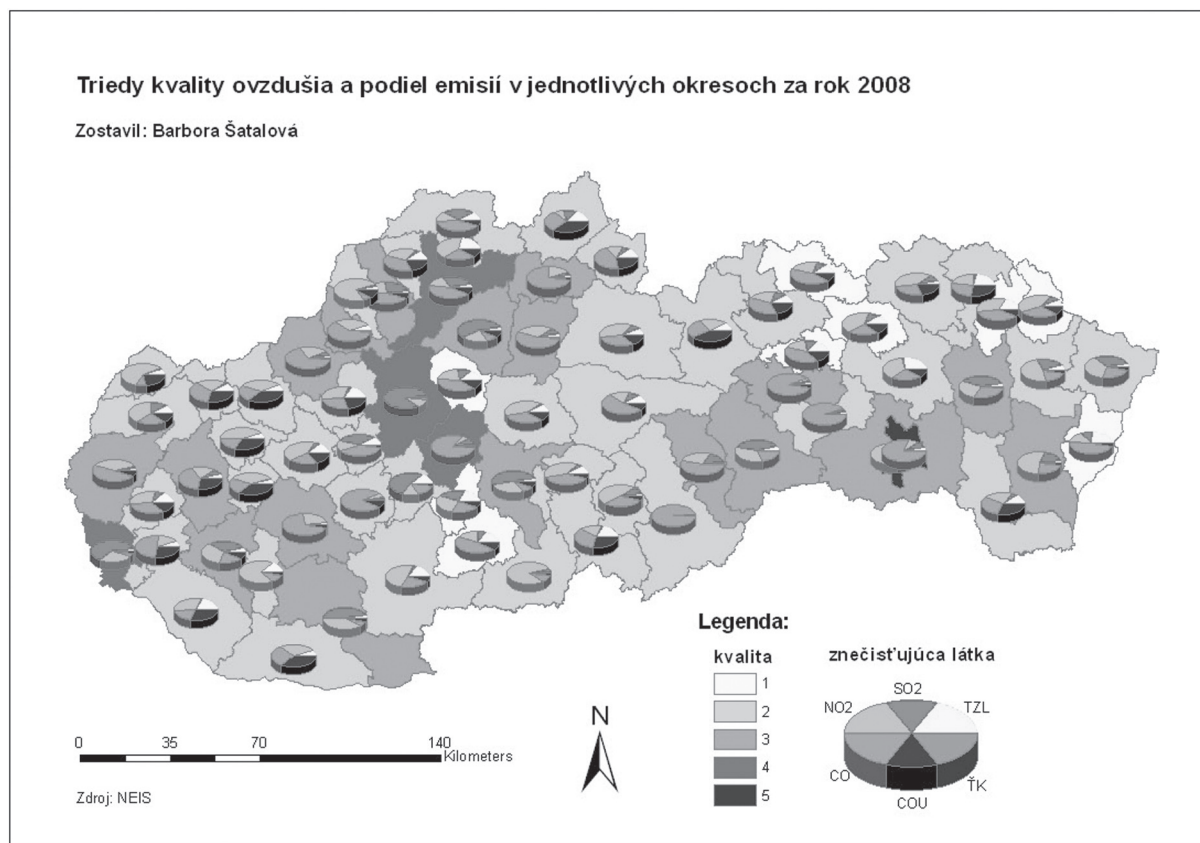 Triedy kvality ovzdušia a podiel emisií v jednotlivých okresoch za rok 2008
Zostavil: Barbora Šatalová
Legenda:
kvalita
1
2
3
4
5
znečisťujúca látka
SO2
NO2
TZL
CO
ŤK
COU
N
0 35 70 140
Kilometers
Zdroj: NEIS